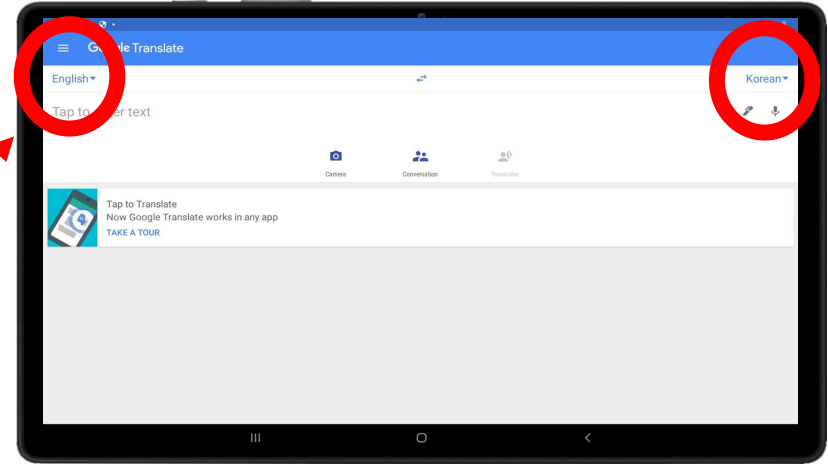 Google Translate
English
Korean
Tap to enter text
Camera
Conversation
Transcribe
Tap to Translate
Now Google Translate works in any app
TAKE A TOUR